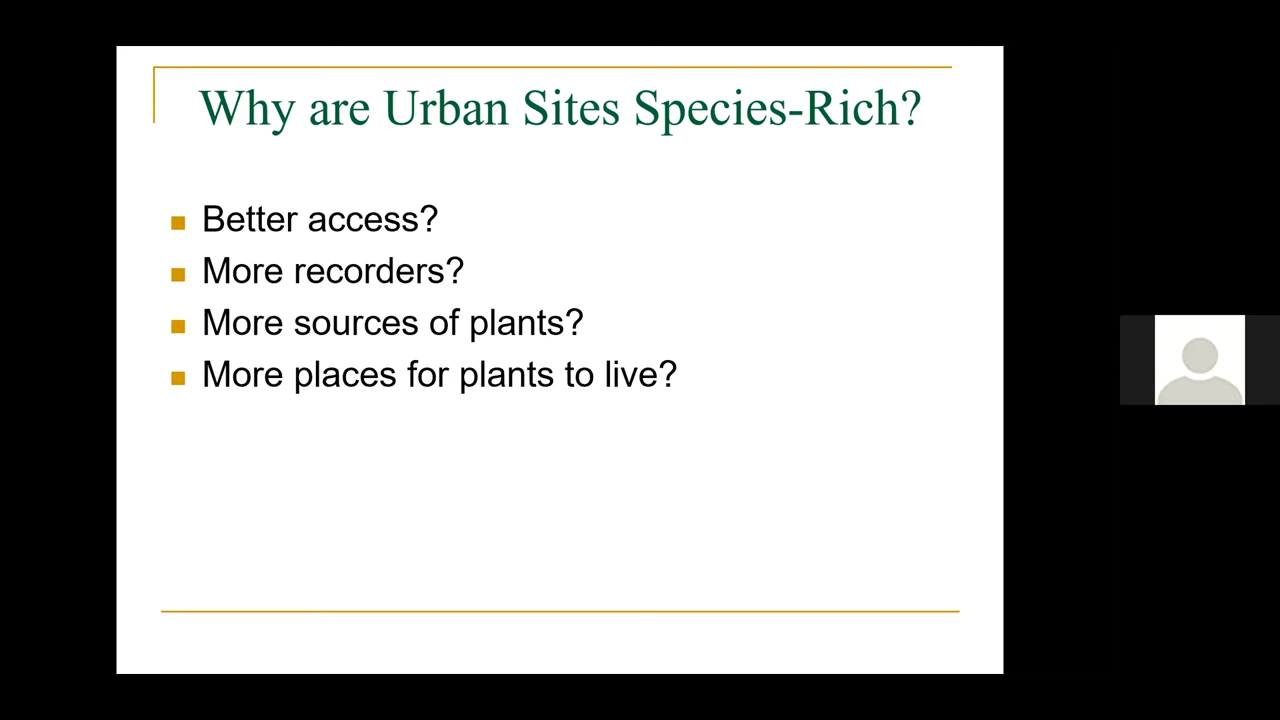 Why are Urban Sites Species-Rich?
Better access?
More recorders?
More sources of plants?
More places for plants to live?